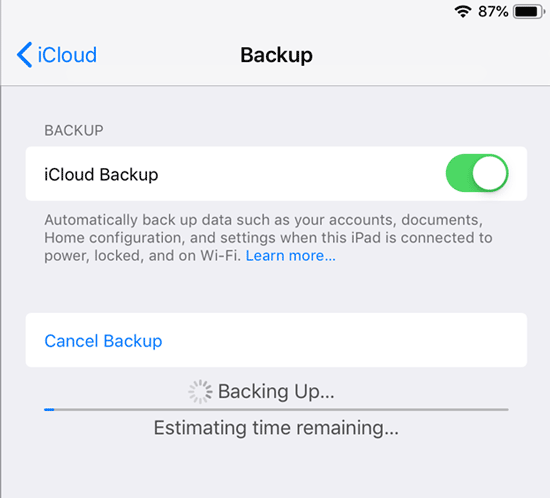 87%
iCloud
Backup
BACKUP
iCloud Backup
Automatically back up data such as your accounts, documents,
Home configuration, and settings when this iPad is connected to
power, locked, and on Wi-Fi. Learn more...
Cancel Backup
Backing Up...
Estimating time remaining...